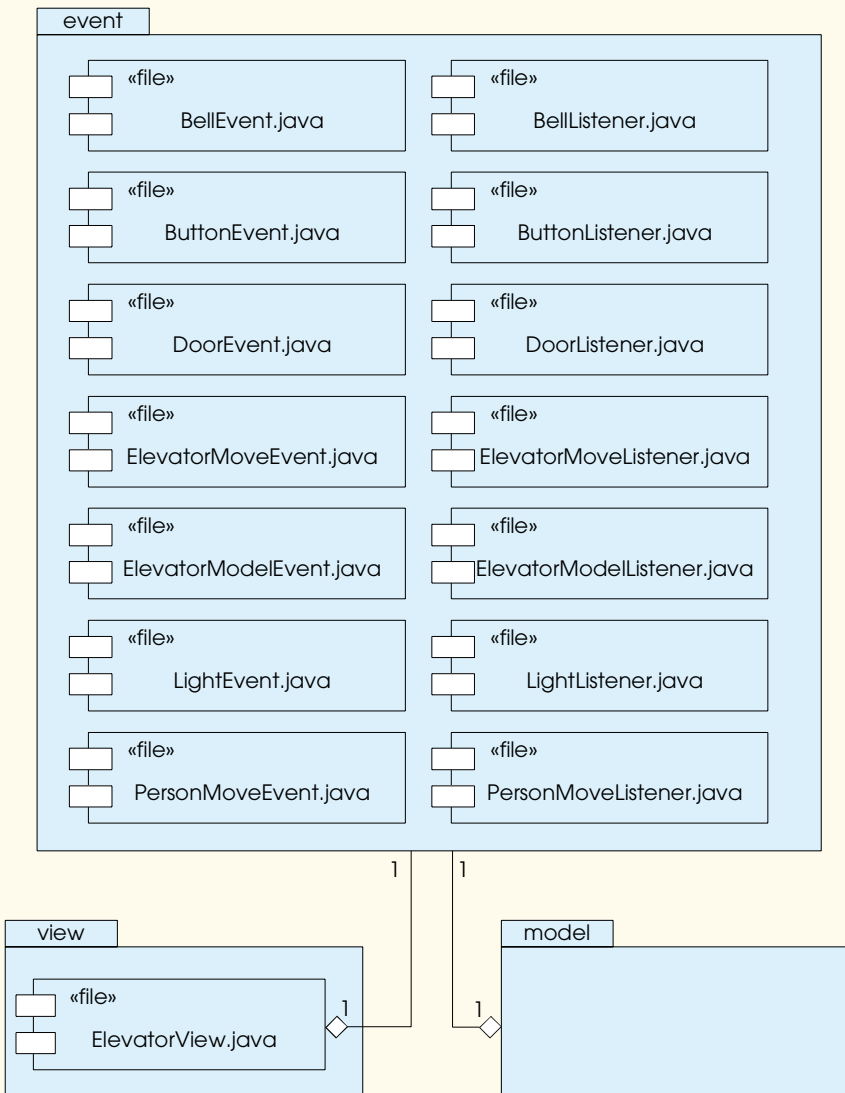 event
«file»
BellEvent.java
«file»
BellListener.java
«file»
ButtonEvent.java
«file»
ButtonListener.java
«file»
DoorEvent.java
«file»
DoorListener.java
«file»
ElevatorMoveEvent.java
«file»
ElevatorMoveListener.java
«file»
ElevatorModelEvent.java
«file»
ElevatorModelListener.java
«file»
LightEvent.java
«file»
LightListener.java
«file»
PersonMoveEvent.java
«file»
PersonMoveListener.java
1
1
view
«file»
ElevatorView.java
1
1
model